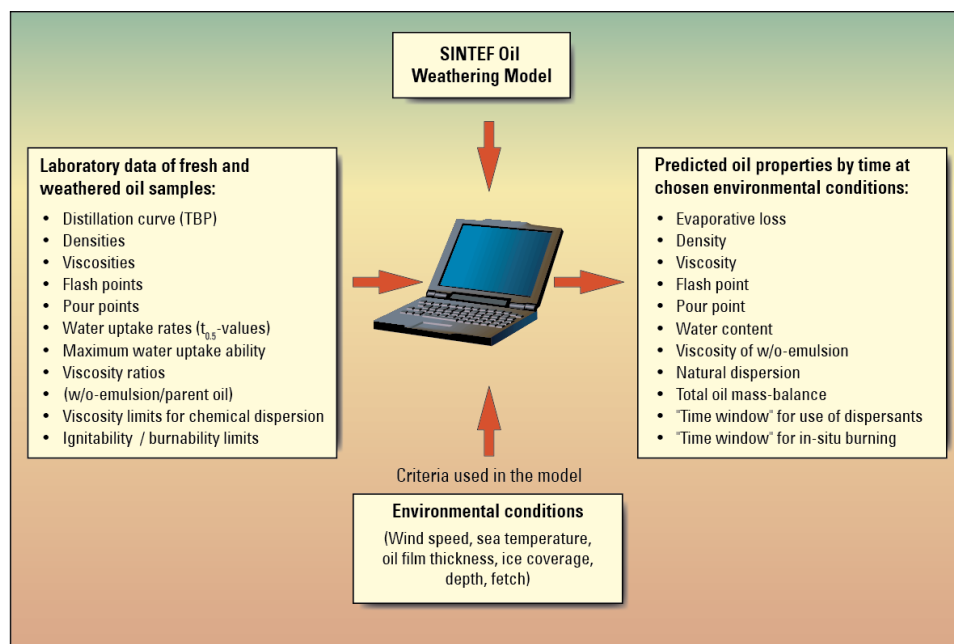 SINTEF Oil
Weathering Model
Laboratory data of fresh and
weathered oil samples:
• Distillation curve (TBP)
• Densities
• Viscosities
• Flash points
• Pour points
• Water uptake rates (t0.5-values)
• Maximum water uptake ability
• Viscosity ratios
• (w/o-emulsion/parent oil)
• Viscosity limits for chemical dispersion
• Ignitability / burnability limits
Predicted oil properties by time at
chosen environmental conditions:
• Evaporative loss
• Density
• Viscosity
• Flash point
• Pour point
• Water content
• Viscosity of w/o-emulsion
• Natural dispersion
• Total oil mass-balance
• "Time window" for use of dispersants
• "Time window" for in-situ burning
Criteria used in the model
Environmental conditions
(Wind speed, sea temperature,
oil film thickness, ice coverage,
depth, fetch)